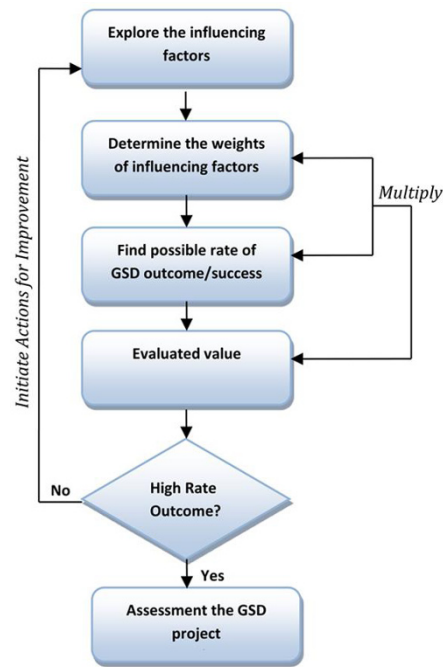 Explore the influencing
factors
Determine the weights
of influencing factors
Multiply
Find possible rate of
GSD outcome/success
Initiate Actions for Improvement
Evaluated value
High Rate
Outcome?
No
Yes
Assessment the GSD
project